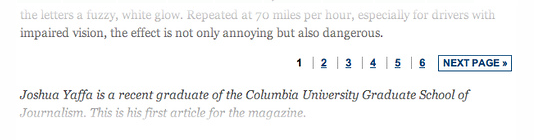 the letters a fuzzy, white glow. Repeated at 70 miles per hour, especially for drivers with
impaired vision, the effect is not only annoying but also dangerous.
1 | 2 | 3 | 4 | 5 | 6 NEXT PAGE »
Joshua Yaffa is a recent graduate of the Columbia University Graduate School of
Journalism. This is his first article for the magazine.